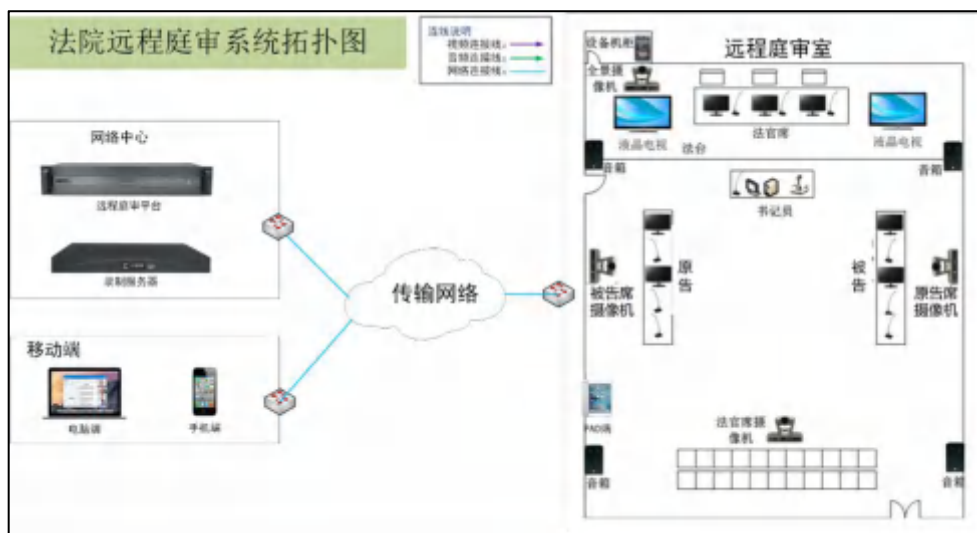 法院远程庭审系统拓扑图
连线说明
视频连接线：
音频连接线：
网络连接线：
网络中心
远程庭审平台
录制服务器
移动端
电脑端
手机端
传输网络
远程庭审室
设备机柜
全景摄
像机
液晶电视
法官席
法台
液晶电视
音箱
音箱
书记员
原告
被告
被告席
摄像机
原告席
摄像机
PAD端
法官席摄
像机
音箱
音箱